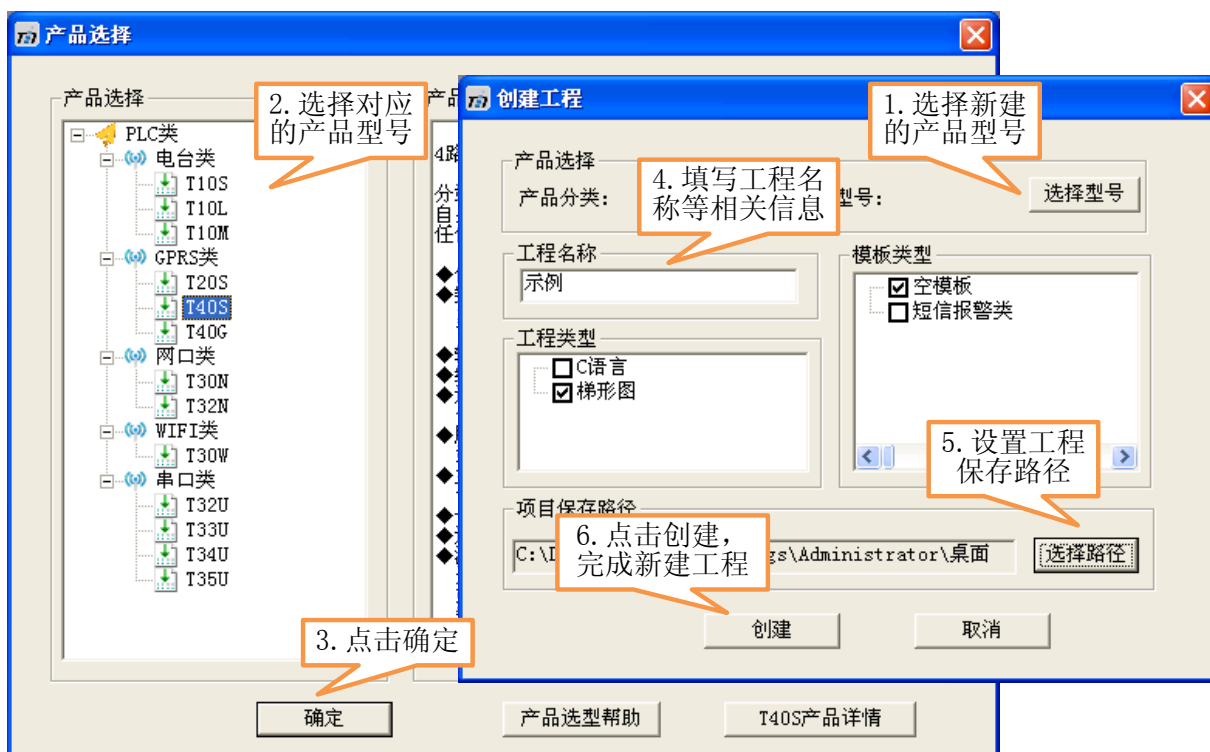 产品选择
产品选择
PLC类
电台类
T10S
T10L
T10M
GPRS类
T20S
T40S
T40G
网口类
T30N
T32N
WIFI类
T30W
串口类
T32U
T33U
T34U
T35U
2.选择对应
的产品型号
3.点击确定
确定
产品选型帮助
T40S产品详情
创建工程
1.选择新建
的产品型号
产品选择
产品分类:
型号:
选择型号
4.填写工程名
称等相关信息
工程名称
示例
模板类型
空模板
短信报警类
工程类型
C语言
梯形图
5.设置工程
保存路径
项目保存路径
C:\D
gs\Administrator\桌面
选择路径
6.点击创建,
完成新建工程
创建
取消